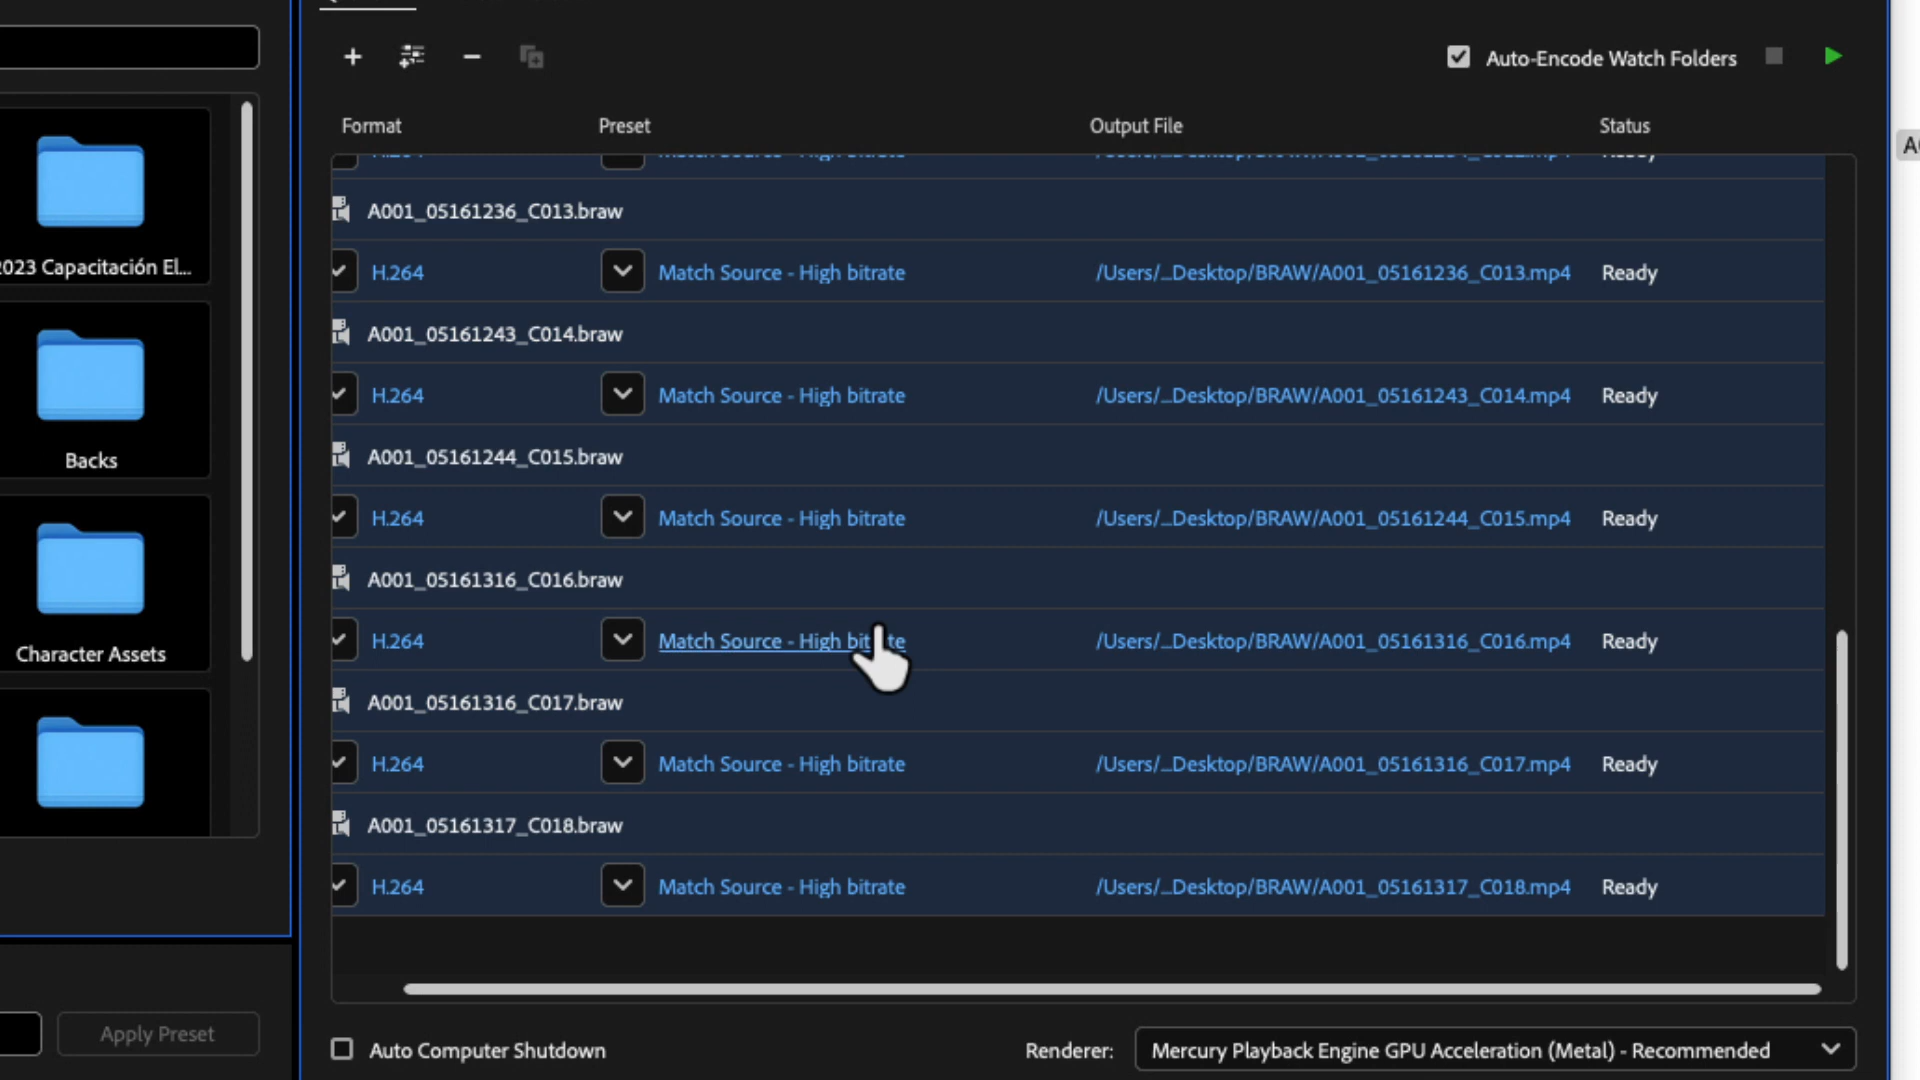 Auto-Encode Watch Folders
Format Preset Output File Status
A001_05161236_C013.braw
H.264 Match Source - High bitrate /Users/...Desktop/BRAW/A001_05161236_C013.mp4 Ready
A001_05161243_C014.braw
H.264 Match Source - High bitrate /Users/...Desktop/BRAW/A001_05161243_C014.mp4 Ready
A001_05161244_C015.braw
H.264 Match Source - High bitrate /Users/...Desktop/BRAW/A001_05161244_C015.mp4 Ready
A001_05161316_C016.braw
H.264 Match Source - High /Users/...Desktop/BRAW/A001_05161316_C016.mp4 Ready
A001_05161316_C017.braw
H.264 Match Source - High bitrate /Users/...Desktop/BRAW/A001_05161316_C017.mp4 Ready
A001_05161317_C018.braw
H.264 Match Source - High bitrate /Users/...Desktop/BRAW/A001_05161317_C018.mp4 Ready
2023 Capacitación El...
Backs
Character Assets
Apply Preset
Auto Computer Shutdown
Renderer: Mercury Playback Engine GPU Acceleration (Metal) - Recommended